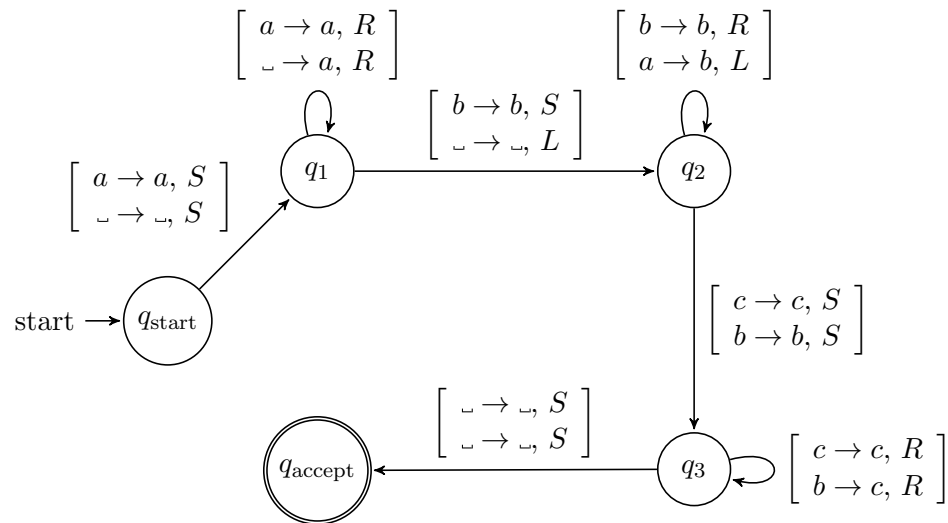 a → a, R
␣ → a, R
b → b, R
a → b, L
b → b, S
␣ → ␣, L
q1
q2
a → a, S
␣ → ␣, S
start
qstart
c → c, S
b → b, S
␣ → ␣, S
␣ → ␣, S
qaccept
q3
c → c, R
b → c, R